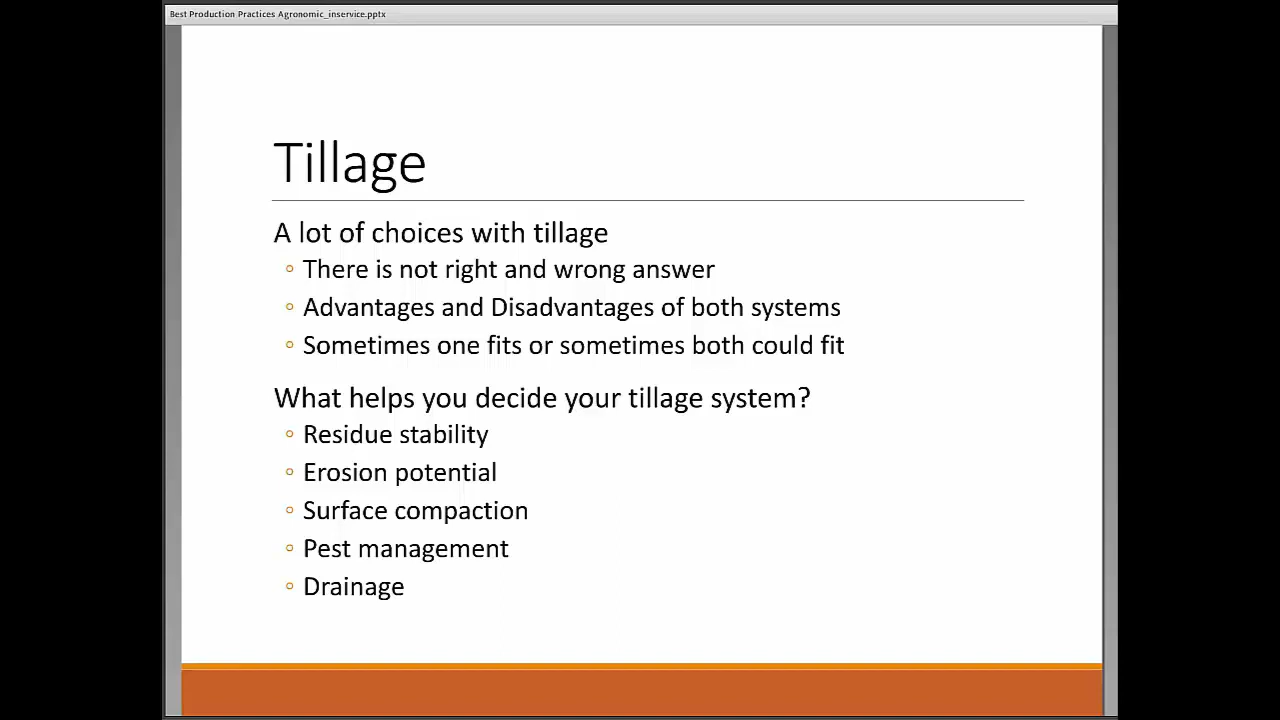 Best Production Practices Agronomic_inservice.pptx
Tillage
A lot of choices with tillage
◦ There is not right and wrong answer
◦ Advantages and Disadvantages of both systems
◦ Sometimes one fits or sometimes both could fit
What helps you decide your tillage system?
◦ Residue stability
◦ Erosion potential
◦ Surface compaction
◦ Pest management
◦ Drainage